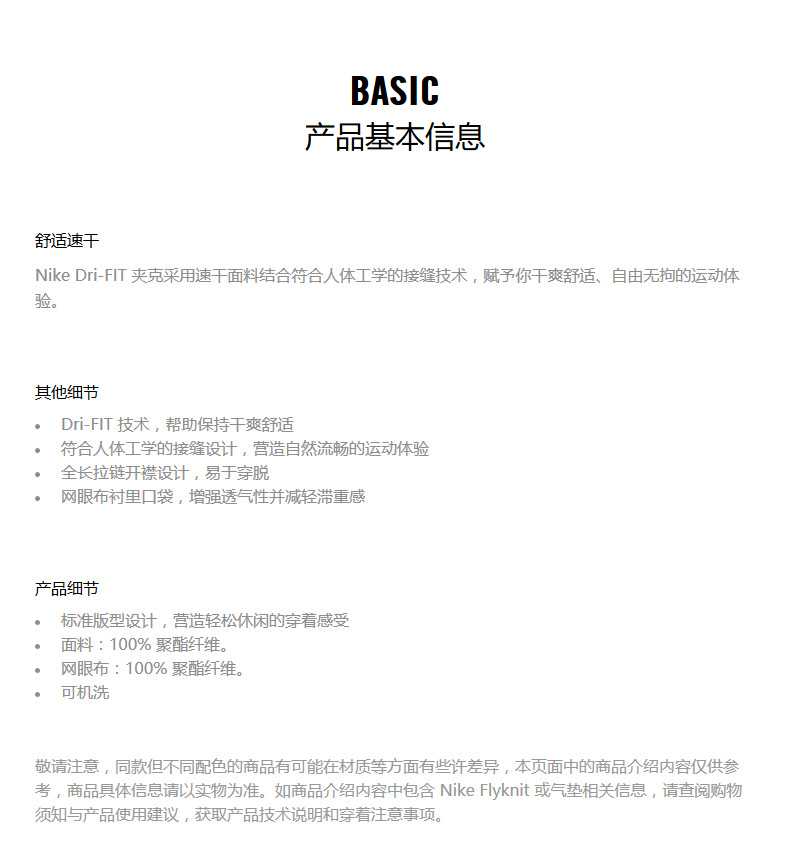 BASIC
产品基本信息
舒适速干
Nike Dri-FIT 夹克采用速干面料结合符合人体工学的接缝技术，赋予你干爽舒适、自由无拘的运动体
验。
其他细节
• Dri-FIT 技术，帮助保持干爽舒适
• 符合人体工学的接缝设计，营造自然流畅的运动体验
• 全长拉链开襟设计，易于穿脱
• 网眼布衬里口袋，增强透气性并减轻滞重感
产品细节
• 标准版型设计，营造轻松休闲的穿着感受
• 面料：100% 聚酯纤维。
• 网眼布：100% 聚酯纤维。
• 可机洗
敬请注意，同款但不同配色的商品有可能在材质等方面有些许差异，本页面中的商品介绍内容仅供参
考，商品具体信息请以实物为准。如商品介绍内容中包含 Nike Flyknit 或气垫相关信息，请查阅购物
须知与产品使用建议，获取产品技术说明和穿着注意事项。